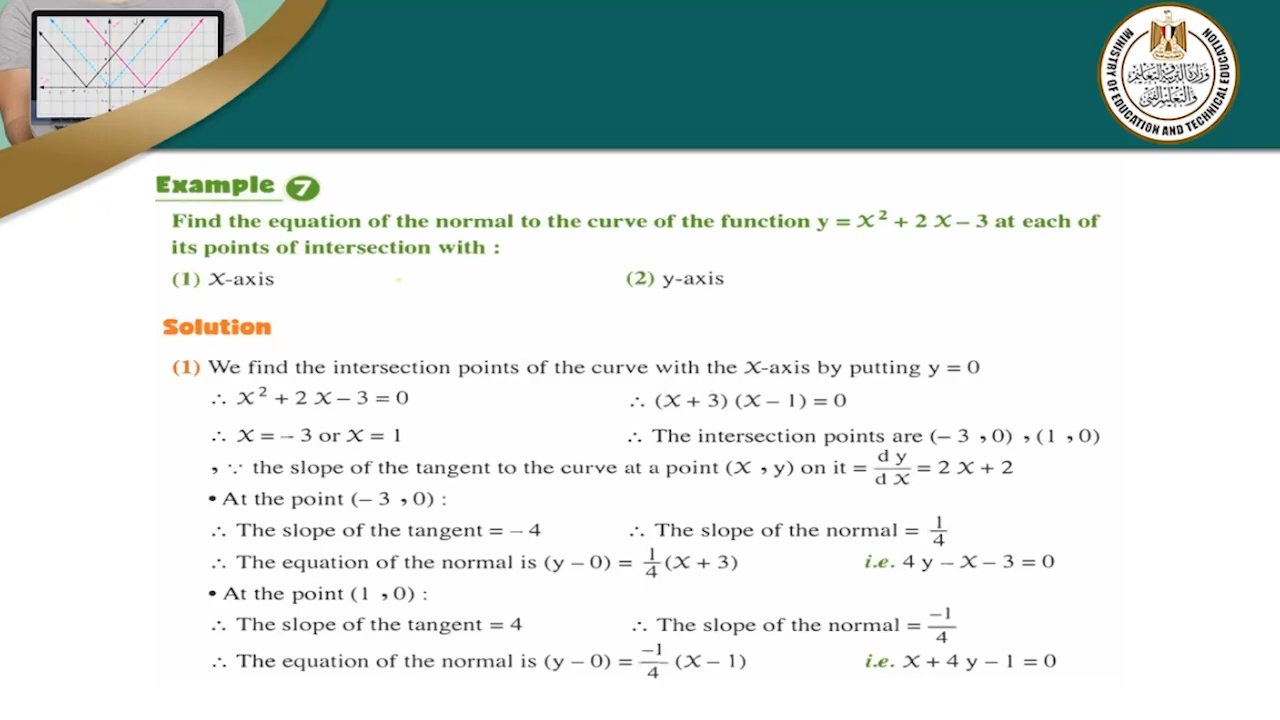 MINISTRY OF EDUCATION AND TECHNICAL EDUCATION
وزارة التربية والتعليم
والتعليم الفني
Example 7
Find the equation of the normal to the curve of the function y = x² + 2 x – 3 at each of
its points of intersection with :
(1) x-axis (2) y-axis
Solution
(1) We find the intersection points of the curve with the x-axis by putting y = 0
∴ x² + 2 x – 3 = 0 ∴ (x + 3) (x – 1) = 0
∴ x = – 3 or x = 1 ∴ The intersection points are (– 3 , 0) , (1 , 0)
, ∵ the slope of the tangent to the curve at a point (x , y) on it = d y / d x = 2 x + 2
• At the point (– 3 , 0) :
∴ The slope of the tangent = – 4 ∴ The slope of the normal = 1/4
∴ The equation of the normal is (y – 0) = 1/4 (x + 3) i.e. 4 y – x – 3 = 0
• At the point (1 , 0) :
∴ The slope of the tangent = 4 ∴ The slope of the normal = –1/4
∴ The equation of the normal is (y – 0) = –1/4 (x – 1) i.e. x + 4 y – 1 = 0